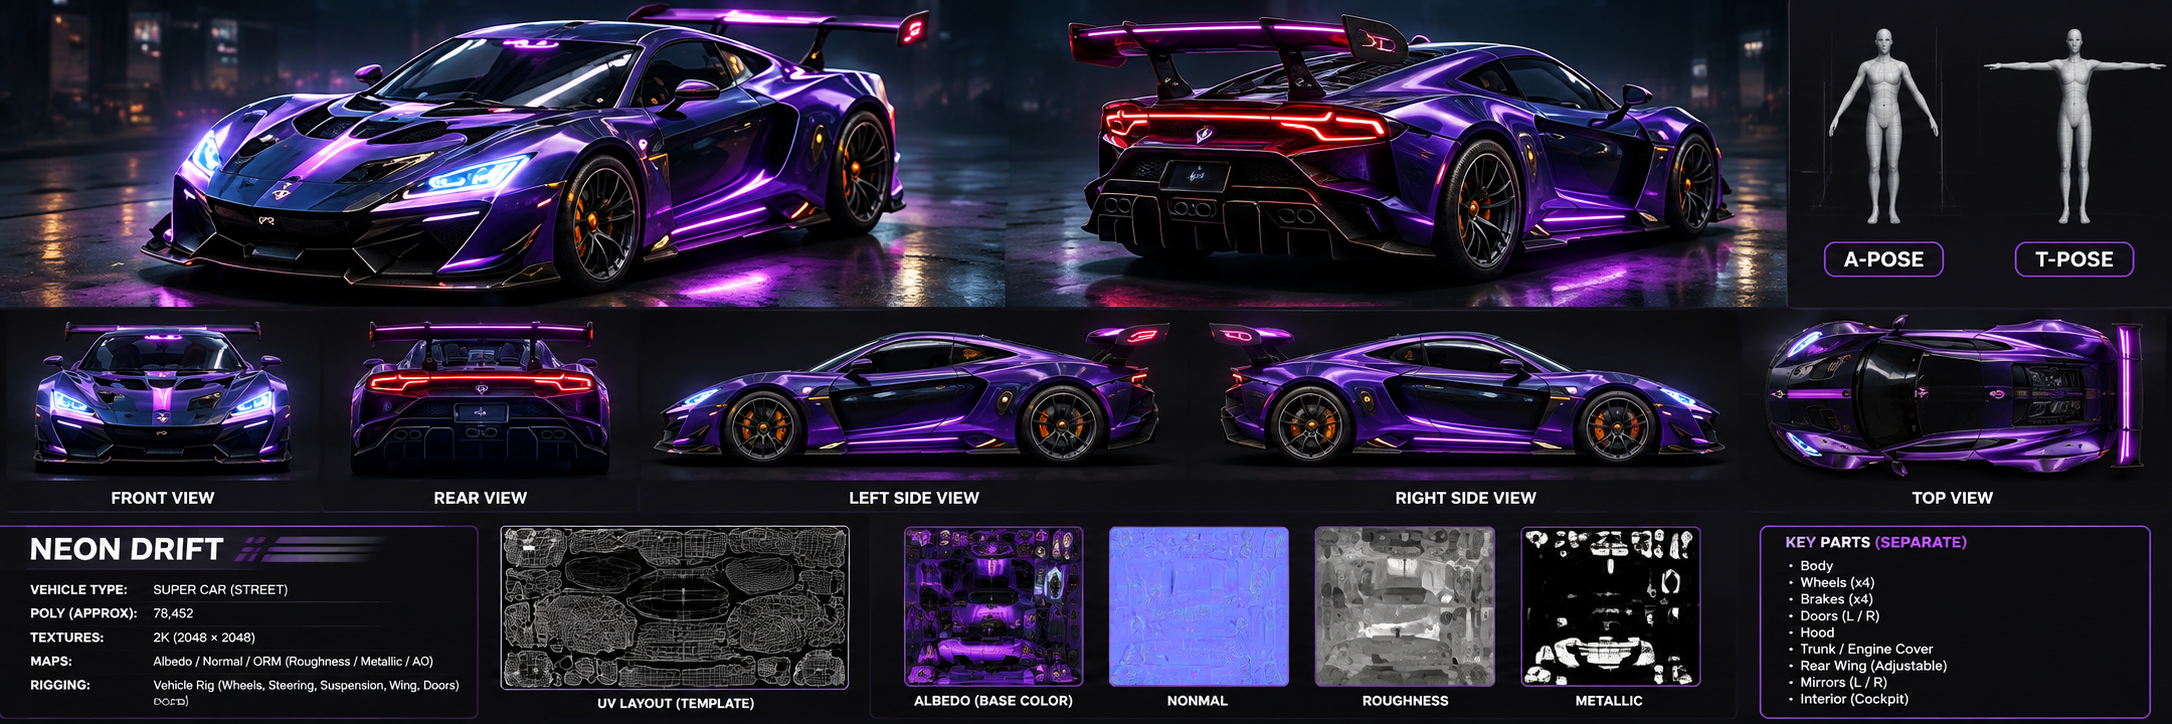 A-POSE
T-POSE
FRONT VIEW
REAR VIEW
LEFT SIDE VIEW
RIGHT SIDE VIEW
TOP VIEW
NEON DRIFT
VEHICLE TYPE: SUPER CAR (STREET)
POLY (APPROX): 78,452
TEXTURES: 2K (2048 × 2048)
MAPS: Albedo / Normal / ORM (Roughness / Metallic / AO)
RIGGING: Vehicle Rig (Wheels, Steering, Suspension, Wing, Doors)
UV LAYOUT (TEMPLATE)
ALBEDO (BASE COLOR)
NONMAL
ROUGHNESS
METALLIC
KEY PARTS (SEPARATE)
• Body
• Wheels (x4)
• Brakes (x4)
• Doors (L / R)
• Hood
• Trunk / Engine Cover
• Rear Wing (Adjustable)
• Mirrors (L / R)
• Interior (Cockpit)